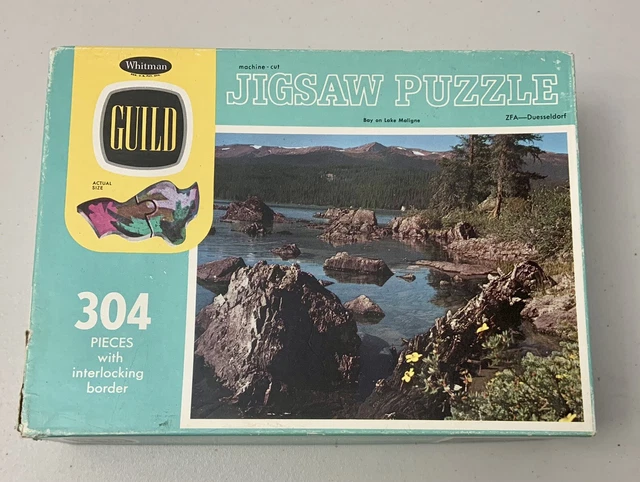 Whitman
GUILD
ACTUAL
SIZE
304
PIECES
with
interlocking
border
machine-cut
JIGSAW PUZZLE
Bay on Lake Maligne
ZFA—Duesseldorf